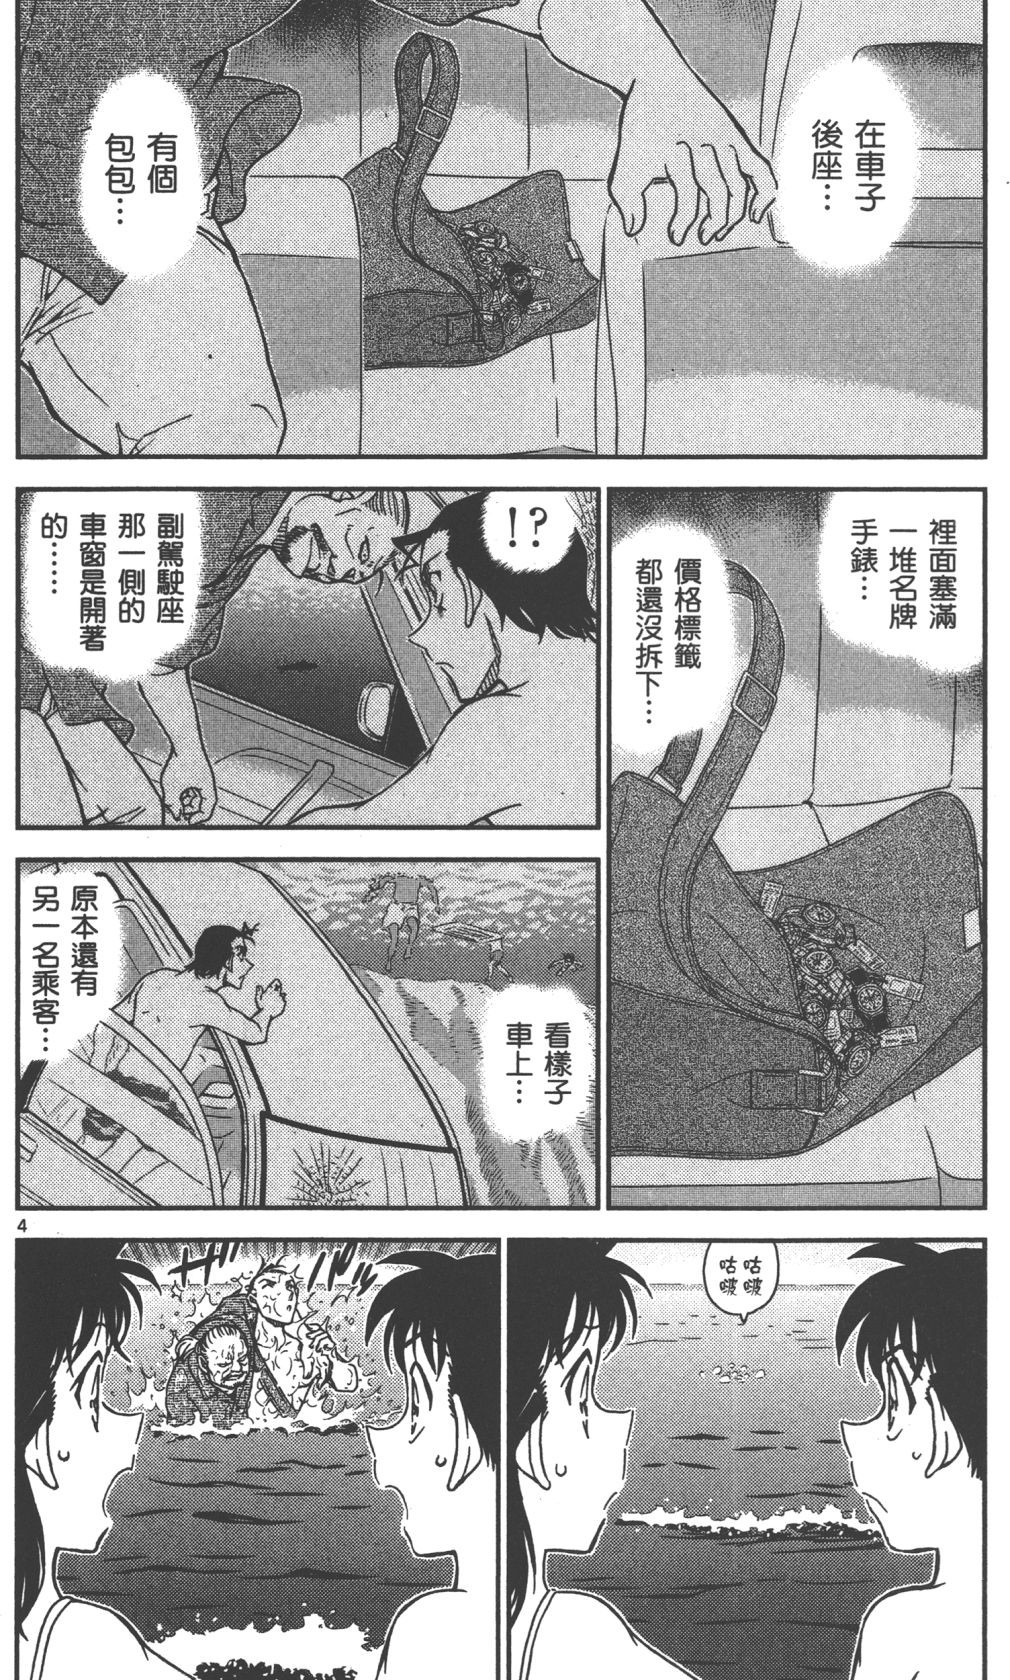 在車子
後座…
有個
包包…
裡面塞滿
一堆名牌
手錶…
價格標籤
都還沒拆下…
!?
副駕駛座
那一側的
車窗是開著
的……
看樣子
車上…
原本還有
另一名乘客…
4
咕啵
咕啵